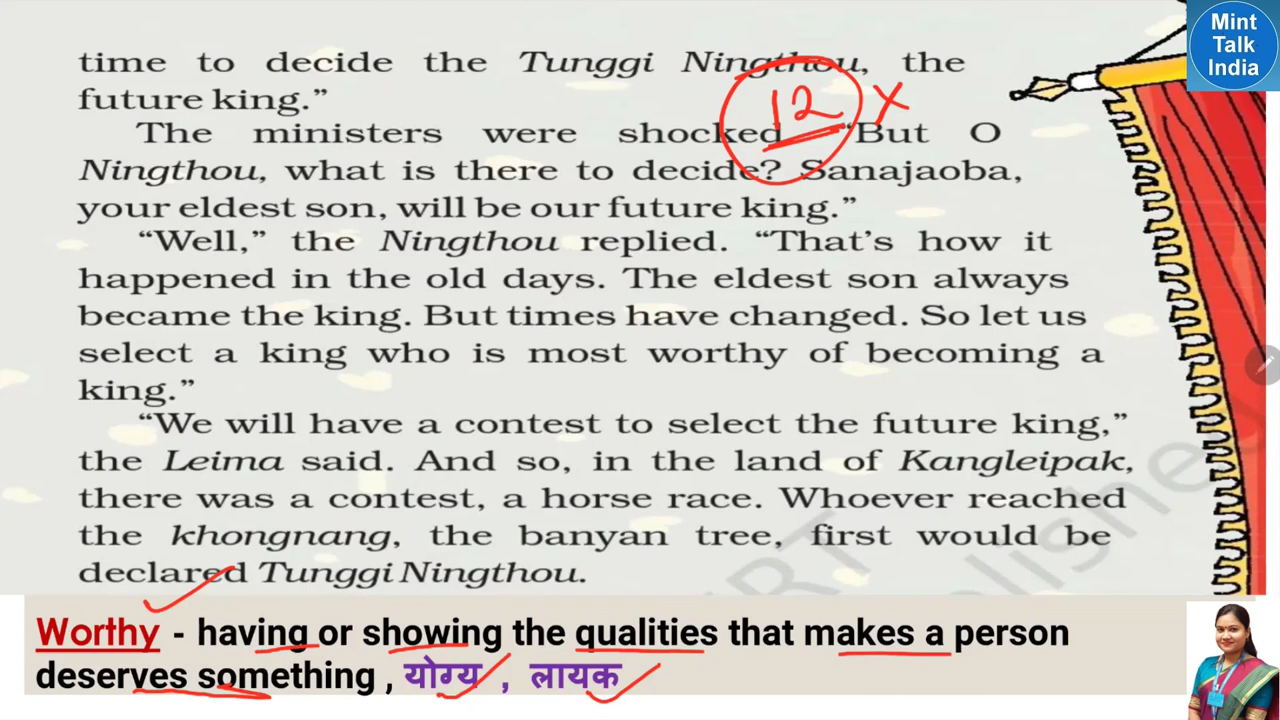 time to decide the Tunggi Ningthou, the
future king.”
The ministers were shocked “But O
Ningthou, what is there to decide? Sanajaoba,
your eldest son, will be our future king.”
“Well,” the Ningthou replied. “That’s how it
happened in the old days. The eldest son always
became the king. But times have changed. So let us
select a king who is most worthy of becoming a
king.”
“We will have a contest to select the future king,”
the Leima said. And so, in the land of Kangleipak,
there was a contest, a horse race. Whoever reached
the khongnang, the banyan tree, first would be
declared Tunggi Ningthou.
12 X
Mint
Talk
India
Worthy - having or showing the qualities that makes a person
deserves something , योग्य , लायक